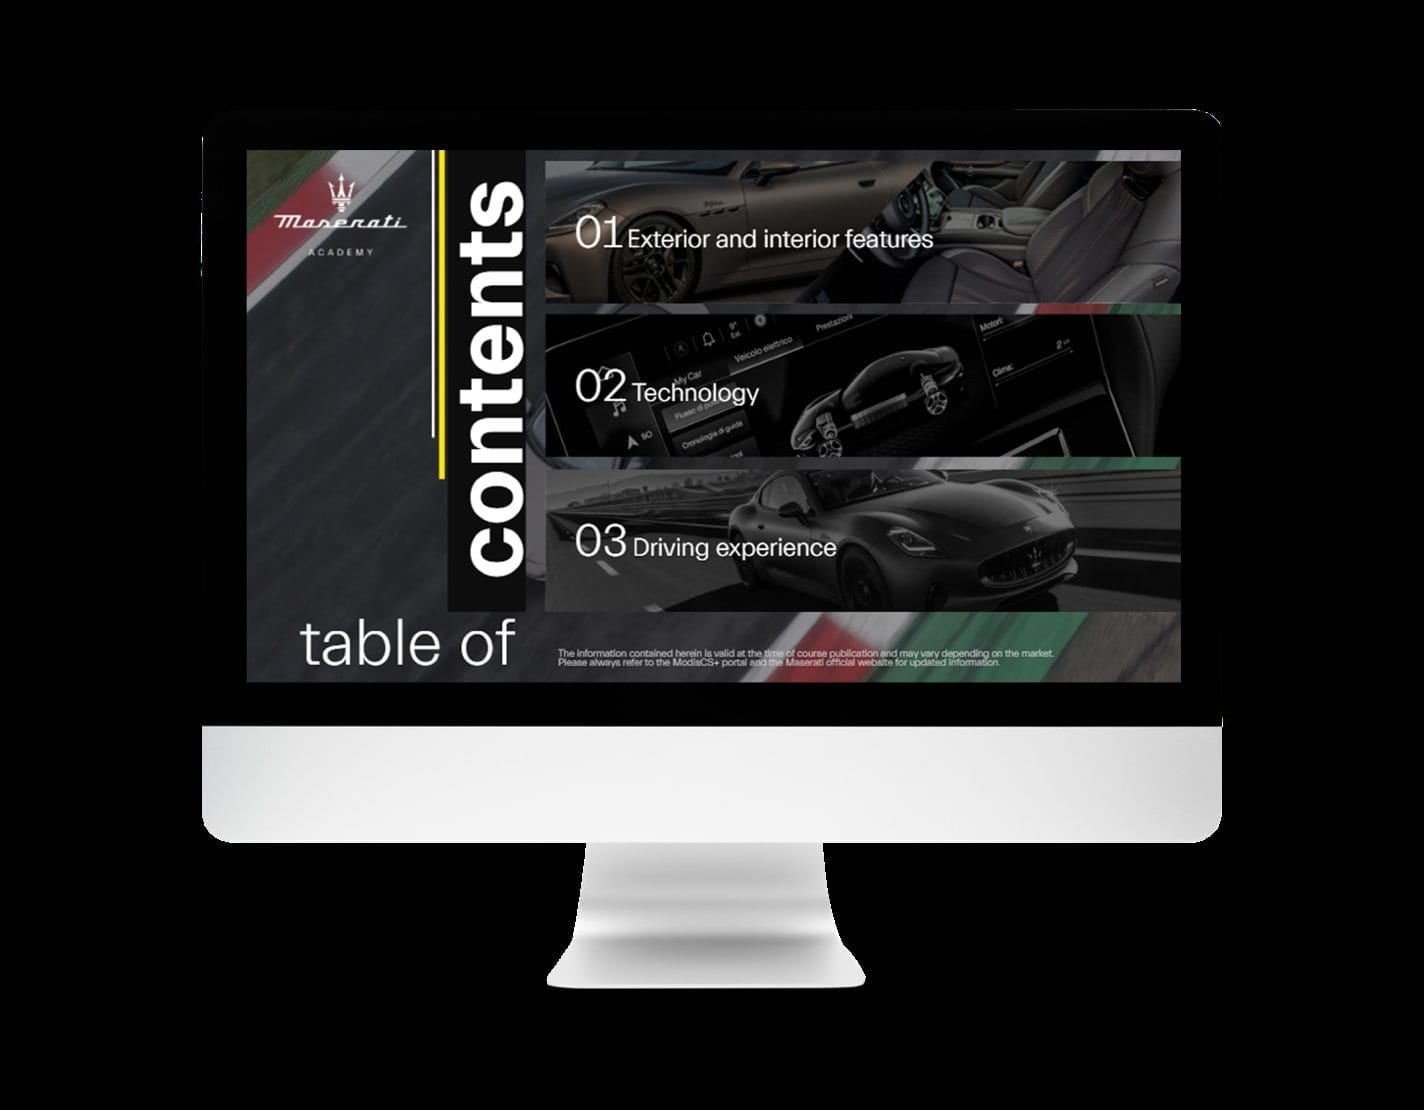 Maserati
ACADEMY
table of
contents
01 Exterior and interior features
02 Technology
9°
Est.
Prestazioni
Veicolo elettrico
My Car
Cronologia di guida
SO
Motori:
Clima:
03 Driving experience
The information contained herein is valid at the time of course publication and may vary depending on the market.
Please always refer to the ModisCS+ portal and the Maserati official website for updated information.